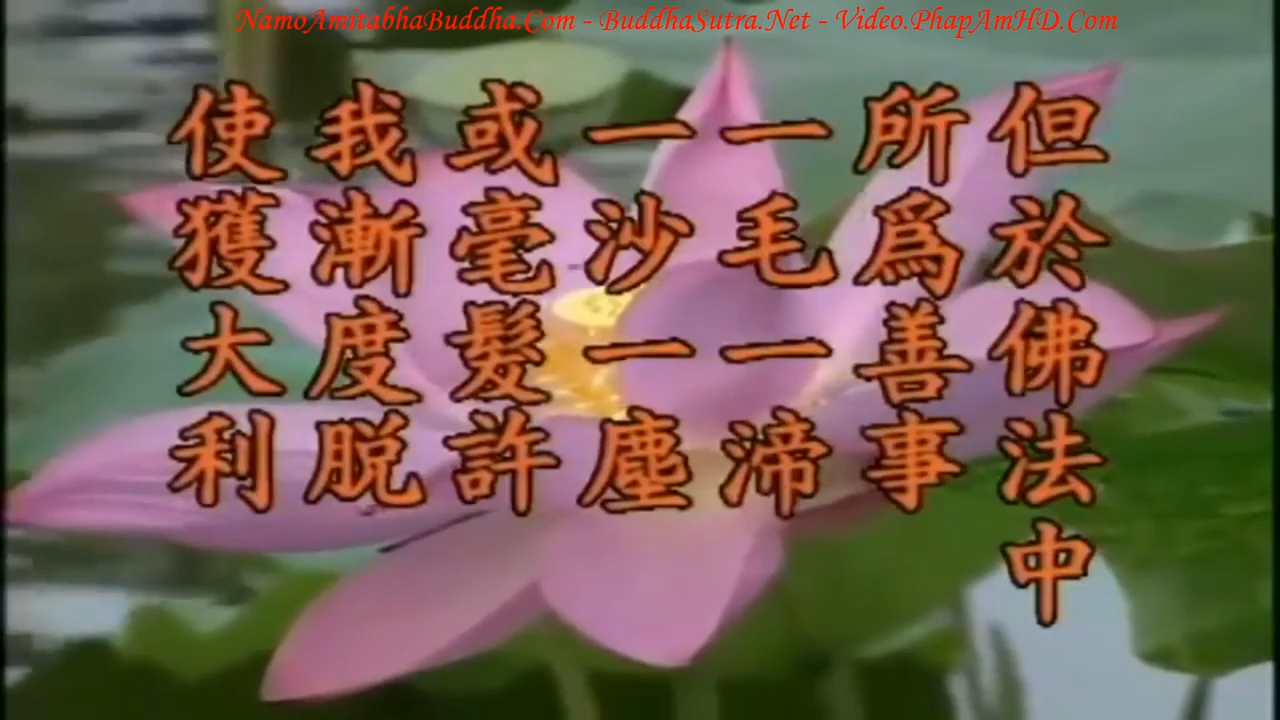 NamoAmitabhaBuddha.Com - BuddhaSutra.Net - Video.PhapAmHD.Com
但於佛法中
所爲善事
一毛一渧
一沙一塵
或毫髮許
我漸度脱
使獲大利